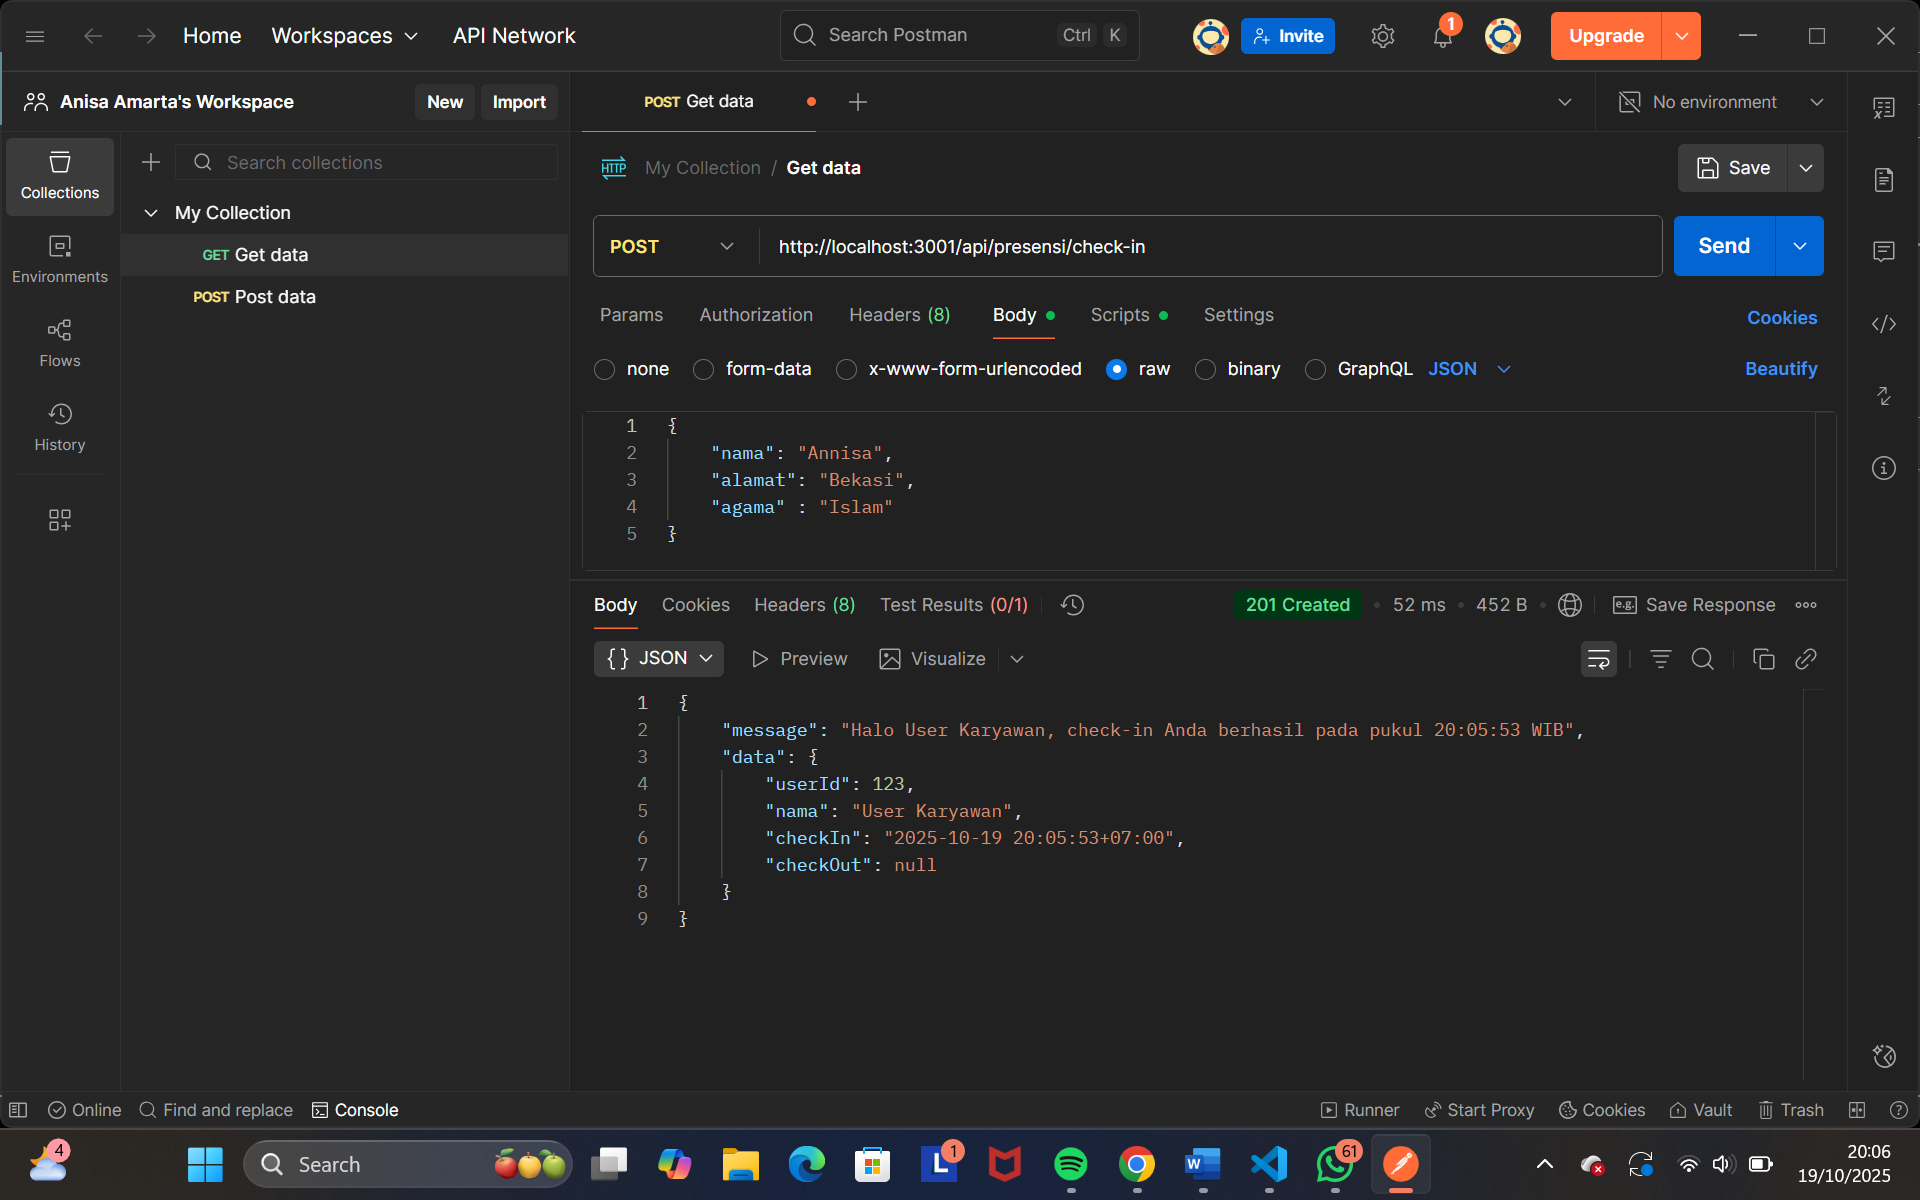 Home
Workspaces
API Network
Search Postman
Ctrl K
Invite
1
Upgrade
Anisa Amarta's Workspace
New
Import
POST Get data
No environment
Collections
Environments
Flows
History
Search collections
My Collection
GET Get data
POST Post data
HTTP
My Collection / Get data
Save
POST
http://localhost:3001/api/presensi/check-in
Send
Params
Authorization
Headers (8)
Body
Scripts
Settings
Cookies
none
form-data
x-www-form-urlencoded
raw
binary
GraphQL
JSON
Beautify
1 {
2 "nama": "Annisa",
3 "alamat": "Bekasi",
4 "agama" : "Islam"
5 }
Body
Cookies
Headers (8)
Test Results (0/1)
201 Created
52 ms
452 B
e.g. Save Response
{} JSON
Preview
Visualize
1 {
2 "message": "Halo User Karyawan, check-in Anda berhasil pada pukul 20:05:53 WIB",
3 "data": {
4 "userId": 123,
5 "nama": "User Karyawan",
6 "checkIn": "2025-10-19 20:05:53+07:00",
7 "checkOut": null
8 }
9 }
Online
Find and replace
Console
Runner
Start Proxy
Cookies
Vault
Trash
4
Search
L
1
W
61
20:06
19/10/2025